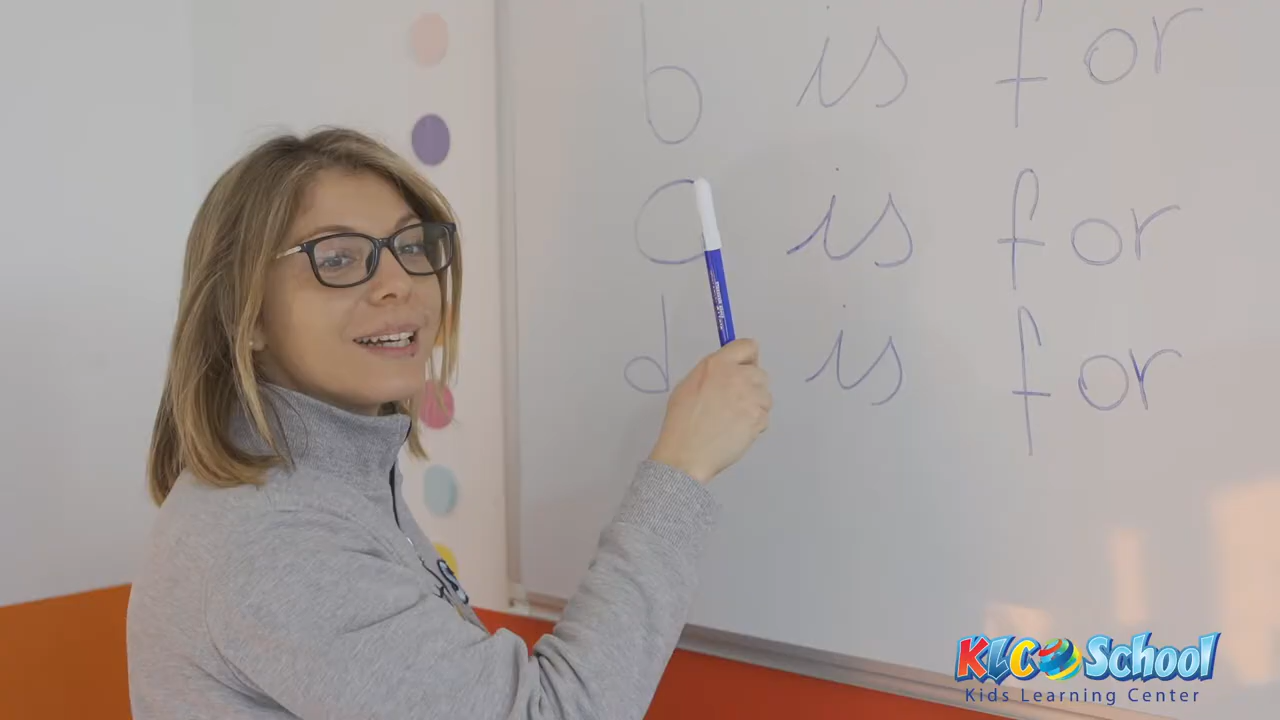 b is for
c is for
d is for
KLC School
Kids Learning Center